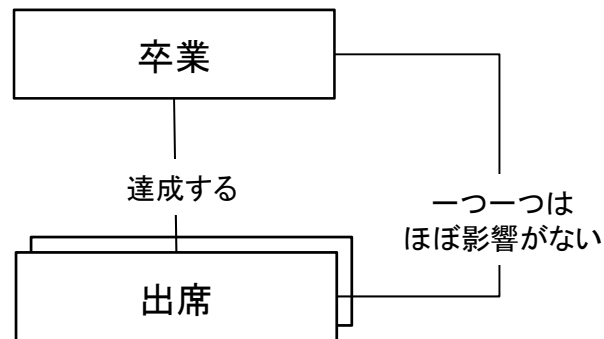 卒業
達成する
一つ一つは
ほぼ影響がない
出席